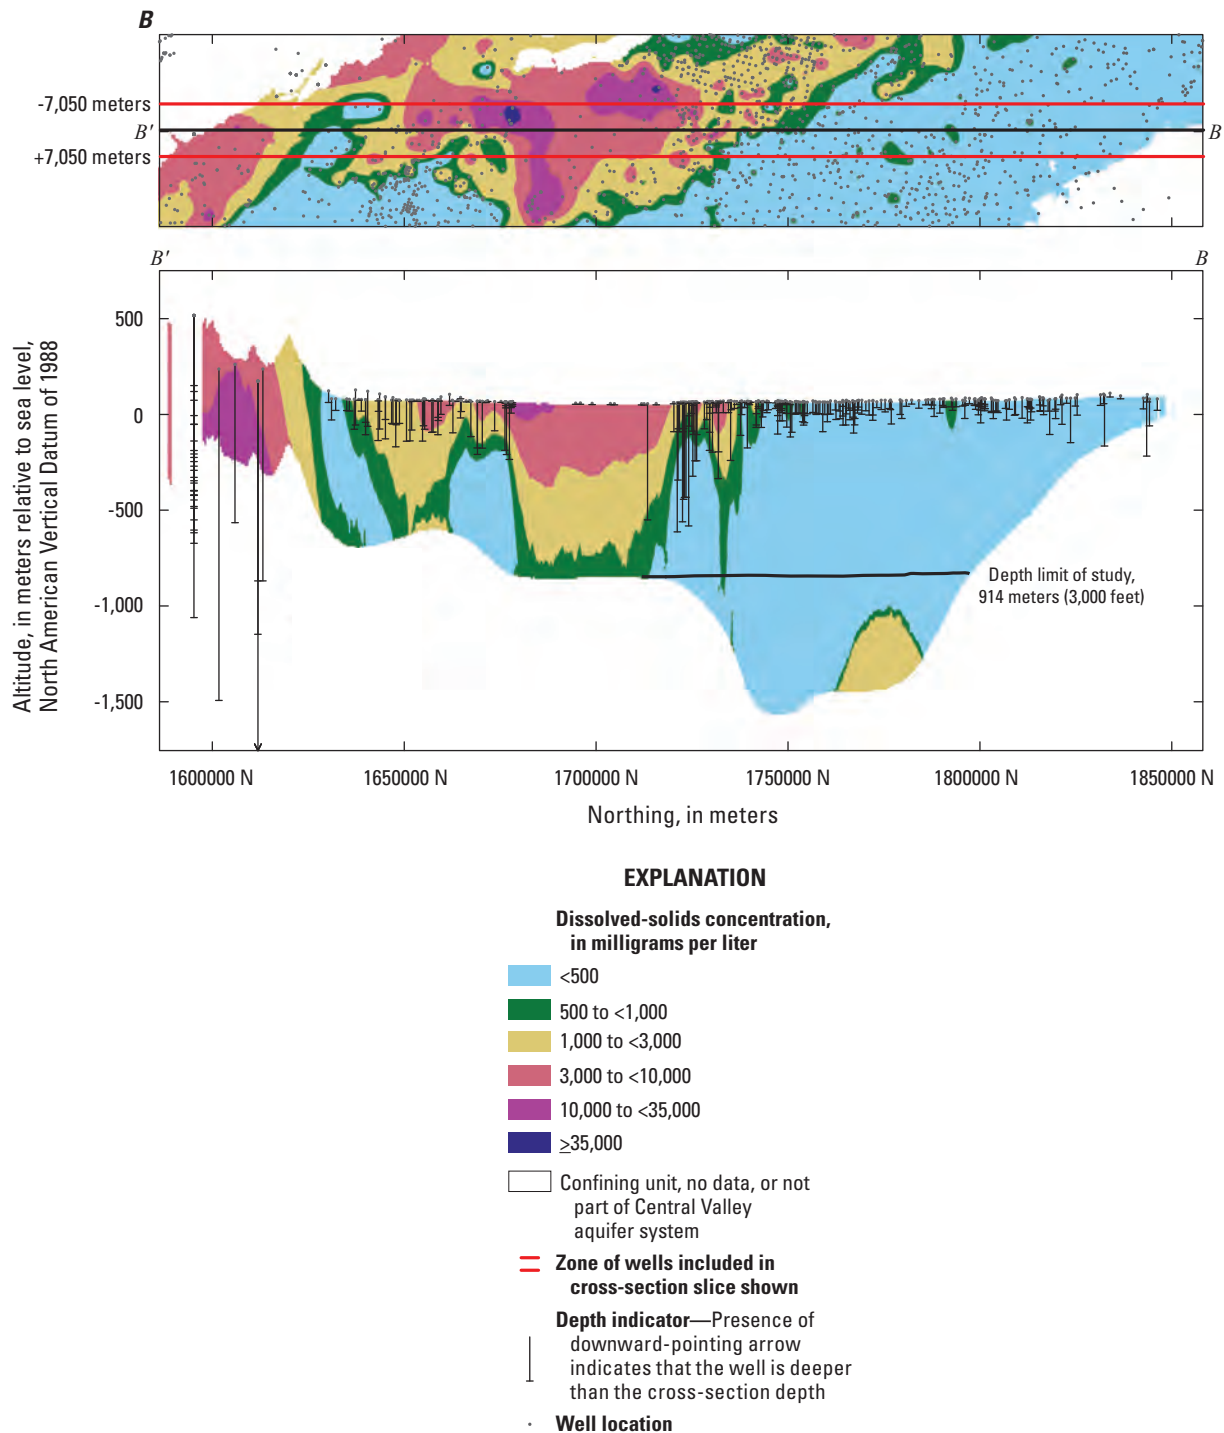 B
-7,050 meters
B′
B
+7,050 meters
B′
B
Altitude, in meters relative to sea level,
North American Vertical Datum of 1988
500
0
-500
-1,000
-1,500
Depth limit of study,
914 meters (3,000 feet)
1600000 N
1650000 N
1700000 N
1750000 N
1800000 N
1850000 N
Northing, in meters
EXPLANATION
Dissolved-solids concentration,
in milligrams per liter
<500
500 to <1,000
1,000 to <3,000
3,000 to <10,000
10,000 to <35,000
≥35,000
Confining unit, no data, or not
part of Central Valley
aquifer system
Zone of wells included in
cross-section slice shown
Depth indicator—Presence of
downward-pointing arrow
indicates that the well is deeper
than the cross-section depth
Well location